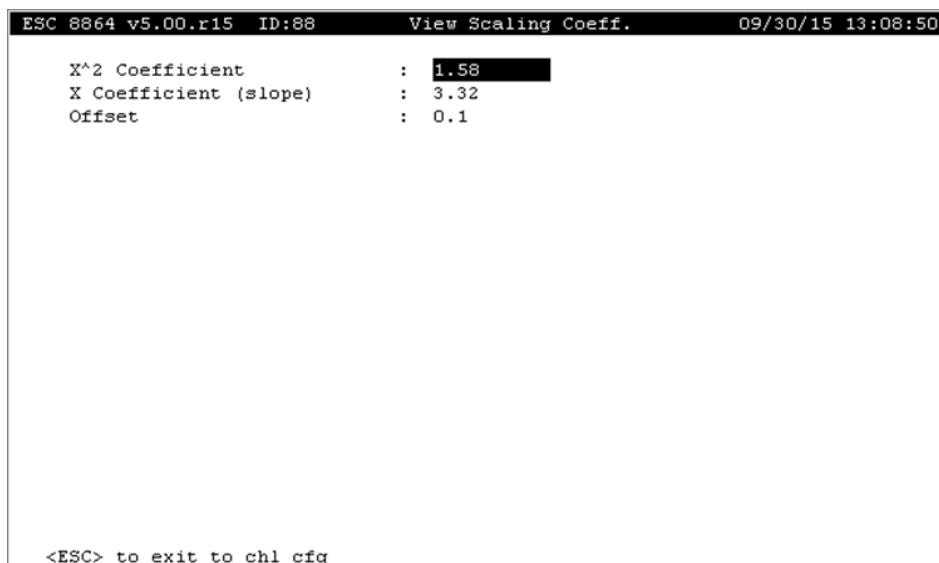 ESC 8864 v5.00.r15 ID:88 View Scaling Coeff. 09/30/15 13:08:50
X^2 Coefficient : 1.58
X Coefficient (slope) : 3.32
Offset : 0.1
<ESC> to exit to chl cfg